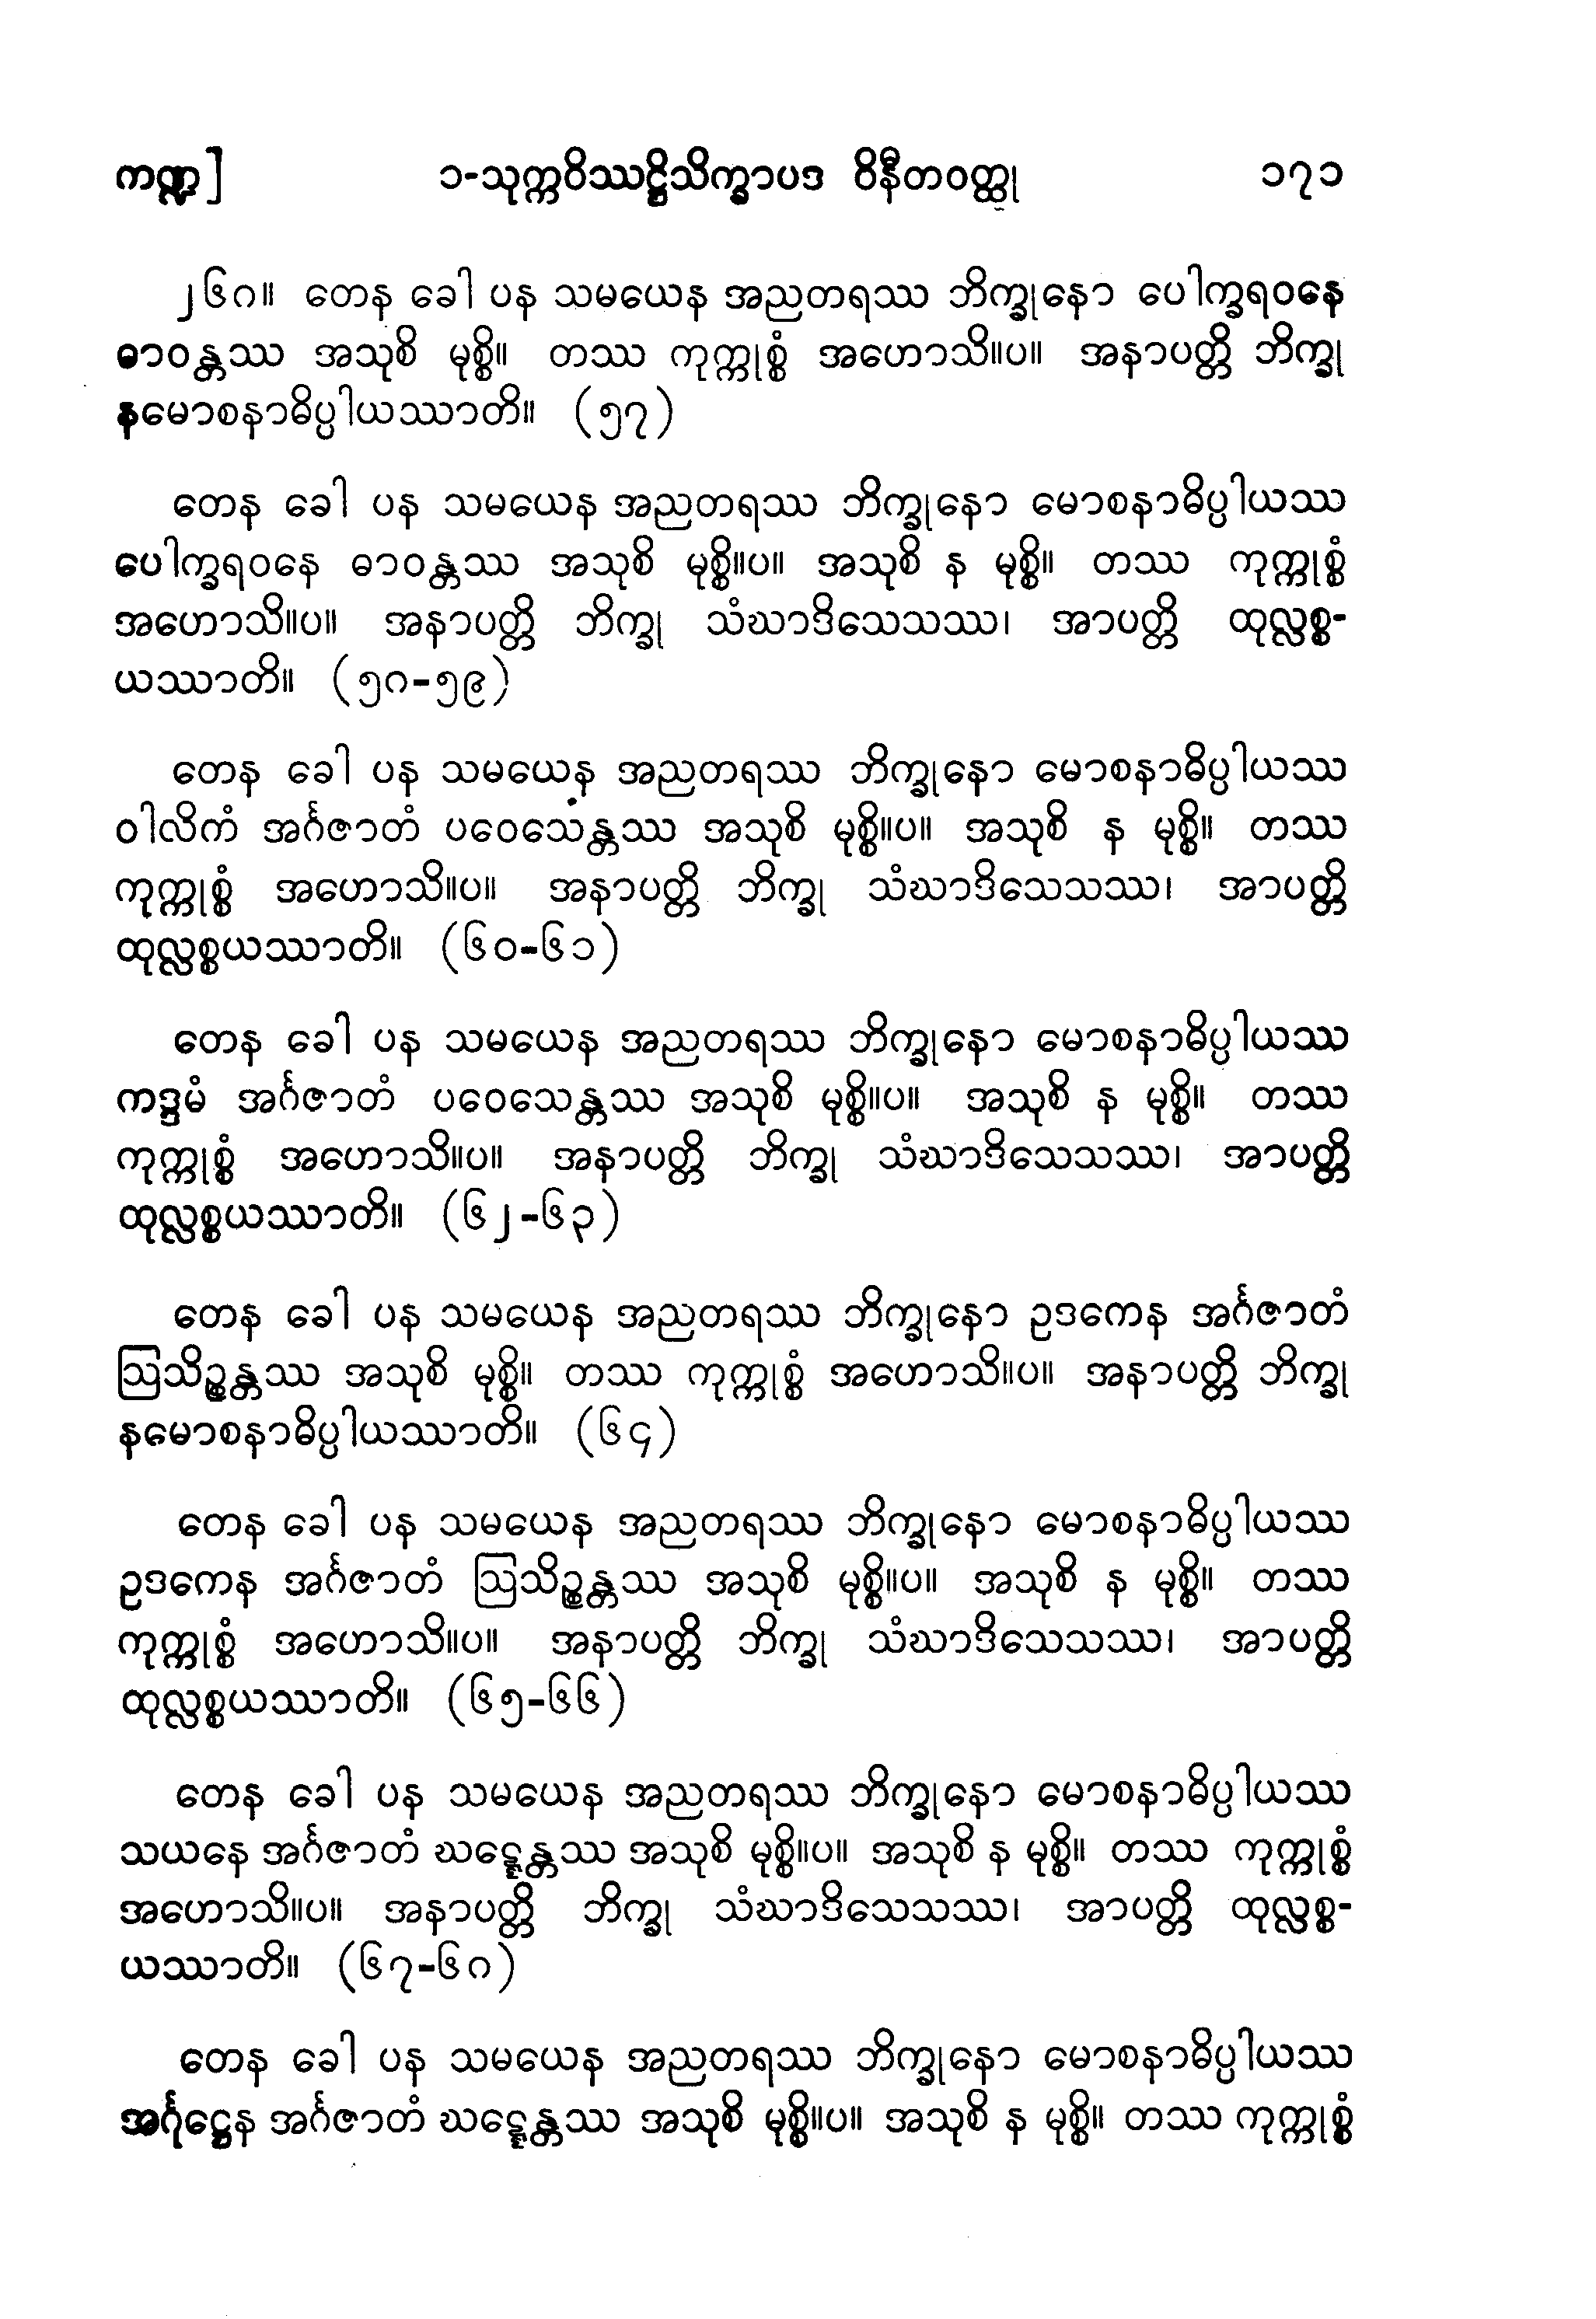 ကဏ္ဍ] ၁-သုက္ကဝိဿဋ္ဌိသိက္ခာပဒ ဝိနီတဝတ္ထု ၁၇၁
၂၆၈။ တေန ခေါ ပန သမယေန အညတရဿ ဘိက္ခုနော ပေါက္ခရဝနေ
ဓာဝန္တဿ အသုစိ မုစ္စိ။ တဿ ကုက္ကုစ္စံ အဟောသိ။ပ။ အနာပတ္တိ ဘိက္ခု
နမောစနာဓိပ္ပါယဿာတိ။ (၅၇)
တေန ခေါ ပန သမယေန အညတရဿ ဘိက္ခုနော မောစနာဓိပ္ပါယဿ
ပေါက္ခရဝနေ ဓာဝန္တဿ အသုစိ မုစ္စိ။ပ။ အသုစိ န မုစ္စိ။ တဿ ကုက္ကုစ္စံ
အဟောသိ။ပ။ အနာပတ္တိ ဘိက္ခု သံဃာဒိသေသဿ၊ အာပတ္တိ ထုလ္လစ္စ-
ယဿာတိ။ (၅၈-၅၉)
တေန ခေါ ပန သမယေန အညတရဿ ဘိက္ခုနော မောစနာဓိပ္ပါယဿ
ဝါလိကံ အင်္ဂဇာတံ ပဝေသေန္တဿ အသုစိ မုစ္စိ။ပ။ အသုစိ န မုစ္စိ။ တဿ
ကုက္ကုစ္စံ အဟောသိ။ပ။ အနာပတ္တိ ဘိက္ခု သံဃာဒိသေသဿ၊ အာပတ္တိ
ထုလ္လစ္စယဿာတိ။ (၆၀-၆၁)
တေန ခေါ ပန သမယေန အညတရဿ ဘိက္ခုနော မောစနာဓိပ္ပါယဿ
ကဒ္ဒမံ အင်္ဂဇာတံ ပဝေသေန္တဿ အသုစိ မုစ္စိ။ပ။ အသုစိ န မုစ္စိ။ တဿ
ကုက္ကုစ္စံ အဟောသိ။ပ။ အနာပတ္တိ ဘိက္ခု သံဃာဒိသေသဿ၊ အာပတ္တိ
ထုလ္လစ္စယဿာတိ။ (၆၂-၆၃)
တေန ခေါ ပန သမယေန အညတရဿ ဘိက္ခုနော ဥဒကေန အင်္ဂဇာတံ
ဩသိဉ္စန္တဿ အသုစိ မုစ္စိ။ တဿ ကုက္ကုစ္စံ အဟောသိ။ပ။ အနာပတ္တိ ဘိက္ခု
နမောစနာဓိပ္ပါယဿာတိ။ (၆၄)
တေန ခေါ ပန သမယေန အညတရဿ ဘိက္ခုနော မောစနာဓိပ္ပါယဿ
ဥဒကေန အင်္ဂဇာတံ ဩသိဉ္စန္တဿ အသုစိ မုစ္စိ။ပ။ အသုစိ န မုစ္စိ။ တဿ
ကုက္ကုစ္စံ အဟောသိ။ပ။ အနာပတ္တိ ဘိက္ခု သံဃာဒိသေသဿ၊ အာပတ္တိ
ထုလ္လစ္စယဿာတိ။ (၆၅-၆၆)
တေန ခေါ ပန သမယေန အညတရဿ ဘိက္ခုနော မောစနာဓိပ္ပါယဿ
သယနေ အင်္ဂဇာတံ ဃဋ္ဋေန္တဿ အသုစိ မုစ္စိ။ပ။ အသုစိ န မုစ္စိ။ တဿ ကုက္ကုစ္စံ
အဟောသိ။ပ။ အနာပတ္တိ ဘိက္ခု သံဃာဒိသေသဿ၊ အာပတ္တိ ထုလ္လစ္စ-
ယဿာတိ။ (၆၇-၆၈)
တေန ခေါ ပန သမယေန အညတရဿ ဘိက္ခုနော မောစနာဓိပ္ပါယဿ
အင်္ဂုဋ္ဌေန အင်္ဂဇာတံ ဃဋ္ဋေန္တဿ အသုစိ မုစ္စိ။ပ။ အသုစိ န မုစ္စိ။ တဿ ကုက္ကုစ္စံ